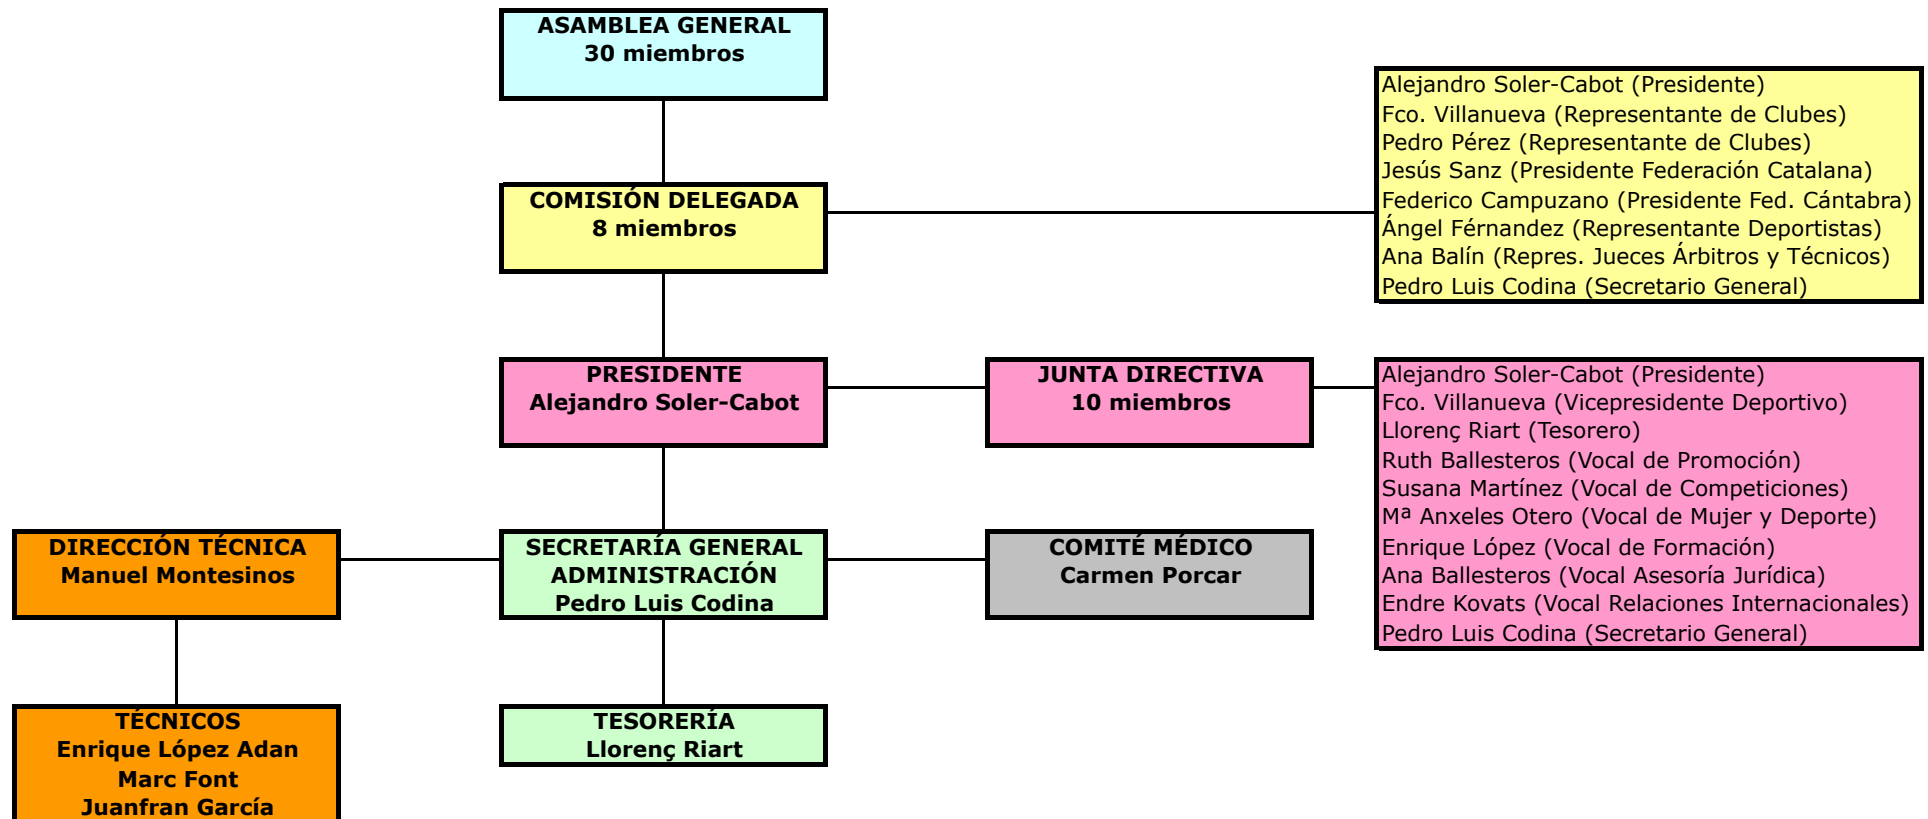 ASAMBLEA GENERAL
30 miembros
COMISIÓN DELEGADA
8 miembros
Alejandro Soler-Cabot (Presidente)
Fco. Villanueva (Representante de Clubes)
Pedro Pérez (Representante de Clubes)
Jesús Sanz (Presidente Federación Catalana)
Federico Campuzano (Presidente Fed. Cántabra)
Ángel Férnandez (Representante Deportistas)
Ana Balín (Repres. Jueces Árbitros y Técnicos)
Pedro Luis Codina (Secretario General)
PRESIDENTE
Alejandro Soler-Cabot
JUNTA DIRECTIVA
10 miembros
Alejandro Soler-Cabot (Presidente)
Fco. Villanueva (Vicepresidente Deportivo)
Llorenç Riart (Tesorero)
Ruth Ballesteros (Vocal de Promoción)
Susana Martínez (Vocal de Competiciones)
Mª Anxeles Otero (Vocal de Mujer y Deporte)
Enrique López (Vocal de Formación)
Ana Ballesteros (Vocal Asesoría Jurídica)
Endre Kovats (Vocal Relaciones Internacionales)
Pedro Luis Codina (Secretario General)
DIRECCIÓN TÉCNICA
Manuel Montesinos
SECRETARÍA GENERAL
ADMINISTRACIÓN
Pedro Luis Codina
COMITÉ MÉDICO
Carmen Porcar
TÉCNICOS
Enrique López Adan
Marc Font
Juanfran García
TESORERÍA
Llorenç Riart